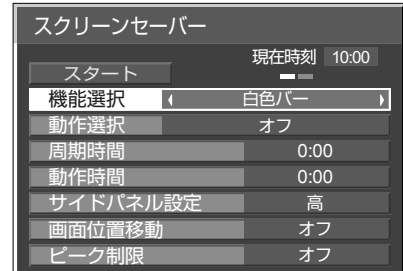 スクリーンセーバー
現在時刻 10:00
スタート
機能選択 白色バー
動作選択 オフ
周期時間 0:00
動作時間 0:00
サイドパネル設定 高
画面位置移動 オフ
ピーク制限 オフ